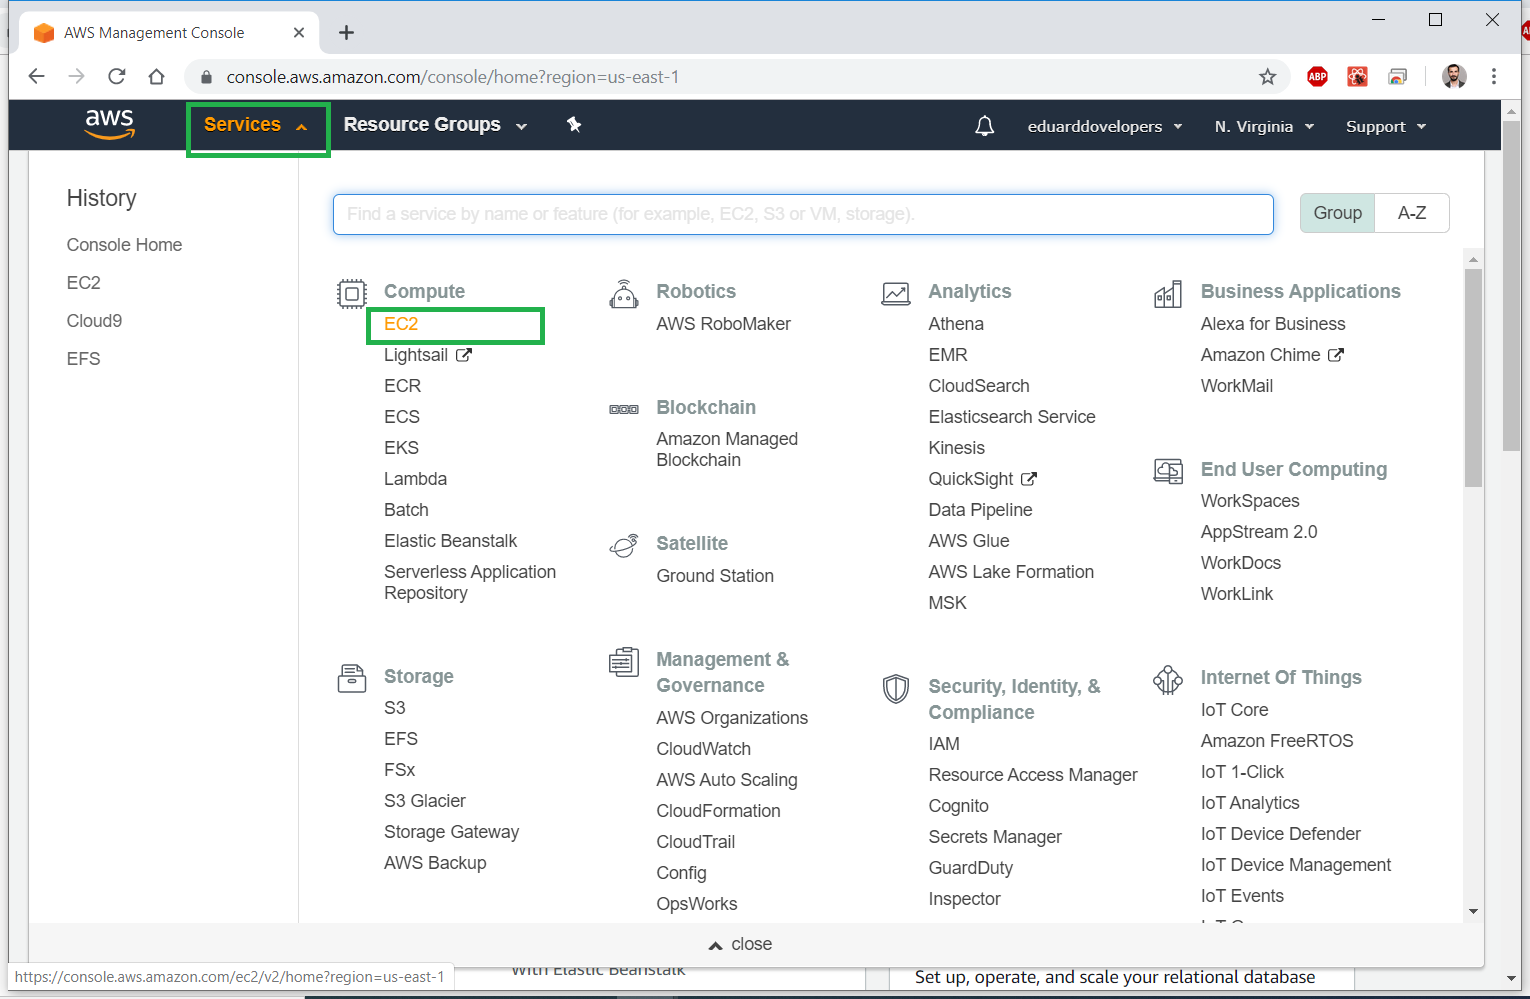 AWS Management Console
console.aws.amazon.com/console/home?region=us-east-1
ABP
aws
Services
Resource Groups
eduarddovelopers
N. Virginia
Support
History
Console Home
EC2
Cloud9
EFS
Find a service by name or feature (for example, EC2, S3 or VM, storage).
Group
A-Z
Compute
EC2
Lightsail
ECR
ECS
EKS
Lambda
Batch
Elastic Beanstalk
Serverless Application
Repository
Storage
S3
EFS
FSx
S3 Glacier
Storage Gateway
AWS Backup
Robotics
AWS RoboMaker
Blockchain
Amazon Managed
Blockchain
Satellite
Ground Station
Management &
Governance
AWS Organizations
CloudWatch
AWS Auto Scaling
CloudFormation
CloudTrail
Config
OpsWorks
Analytics
Athena
EMR
CloudSearch
Elasticsearch Service
Kinesis
QuickSight
Data Pipeline
AWS Glue
AWS Lake Formation
MSK
Security, Identity, &
Compliance
IAM
Resource Access Manager
Cognito
Secrets Manager
GuardDuty
Inspector
Business Applications
Alexa for Business
Amazon Chime
WorkMail
End User Computing
WorkSpaces
AppStream 2.0
WorkDocs
WorkLink
Internet Of Things
IoT Core
Amazon FreeRTOS
IoT 1-Click
IoT Analytics
IoT Device Defender
IoT Device Management
IoT Events
close
With Elastic Beanstalk
Set up, operate, and scale your relational database
https://console.aws.amazon.com/ec2/v2/home?region=us-east-1